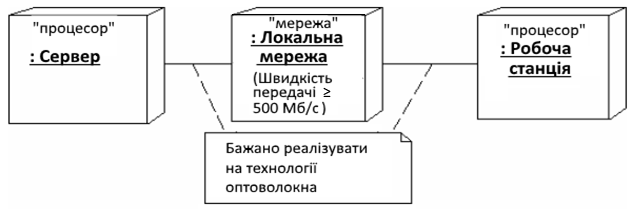 "процесор"
: Сервер
"мережа"
: Локальна
мережа
(Швидкість
передачі ≥
500 Мб/с )
"процесор"
: Робоча
станція
Бажано реалізувати
на технології
оптоволокна